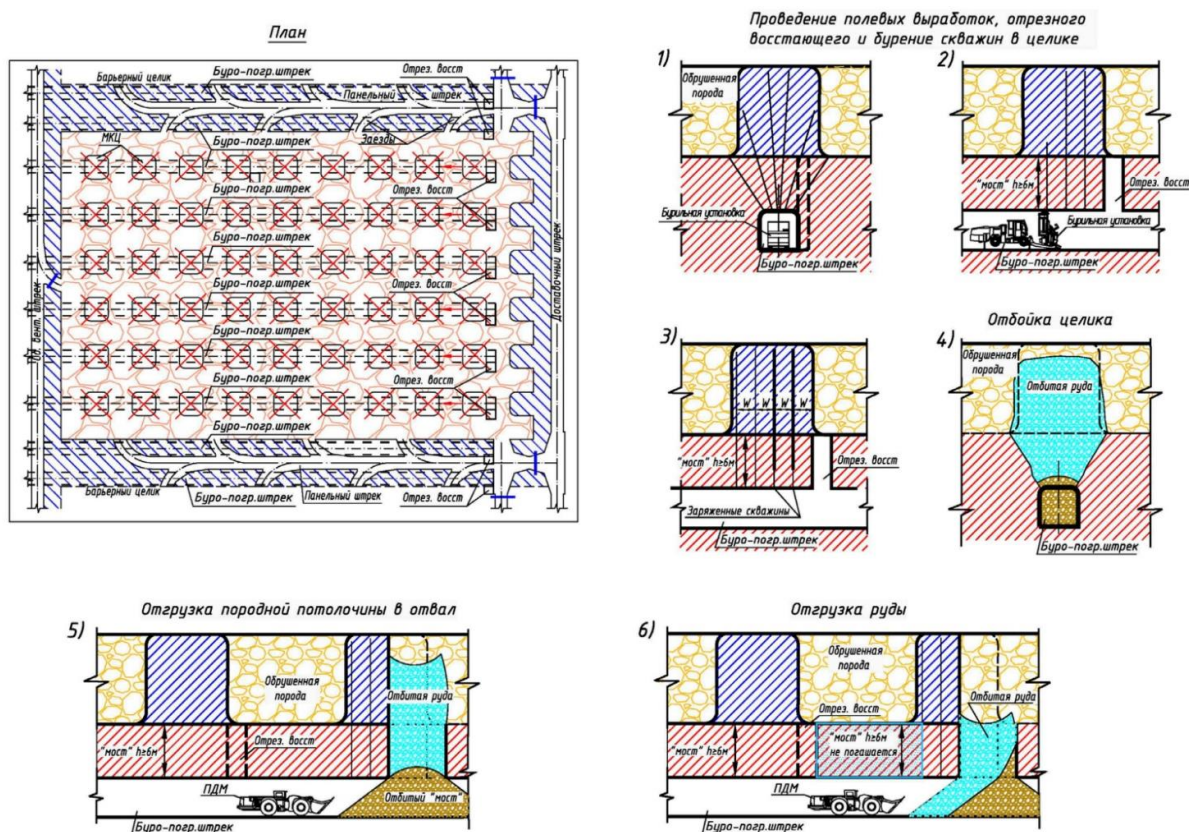 План
Барьерный целик
Буро-погр.штрек
Отрез. восст
Панельный штрек
МКЦ
Буро-погр.штрек
Заезды
Отрез. восст
Буро-погр.штрек
Буро-погр.штрек
Отрез. восст
Буро-погр.штрек
Буро-погр.штрек
Отрез. восст
Буро-погр.штрек
Буро-погр.штрек
вент. штрек
Доставочный штрек
Барьерный целик
Буро-погр.штрек
Панельный штрек
Отрез. восст
Проведение полевых выработок, отрезного
восстающего и бурение скважин в целике
1)
Обрушенная
порода
Бурильная установка
Буро-погр.штрек
2)
"мост" h≥6м
Отрез. восст
Бурильная установка
Буро-погр.штрек
3)
W W W W
"мост" h≥6м
Отрез. восст
Заряженные скважины
Буро-погр.штрек
Отбойка целика
4)
Обрушенная
порода
Отбитая руда
Буро-погр.штрек
Отгрузка породной потолочины в отвал
5)
Обрушенная
порода
Отбитая руда
"мост" h≥6м
Отрез. восст
ПДМ
Отбитый "мост"
Буро-погр.штрек
Отгрузка руды
6)
Обрушенная
порода
Отбитая руда
Отрез. восст
"мост" h≥6м
"мост" h≥6м
не погашается
ПДМ
Буро-погр.штрек